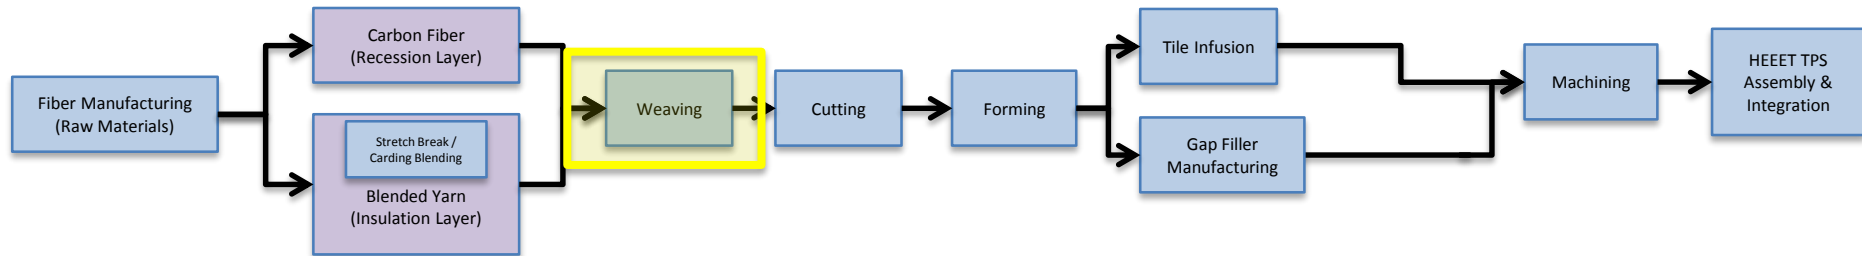 Fiber Manufacturing
(Raw Materials)
Carbon Fiber
(Recession Layer)
Stretch Break /
Carding Blending
Blended Yarn
(Insulation Layer)
Weaving
Cutting
Forming
Tile Infusion
Gap Filler
Manufacturing
Machining
HEEET TPS
Assembly &
Integration